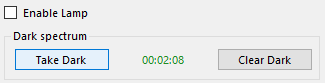 Enable Lamp
Dark spectrum
Take Dark 00:02:08 Clear Dark